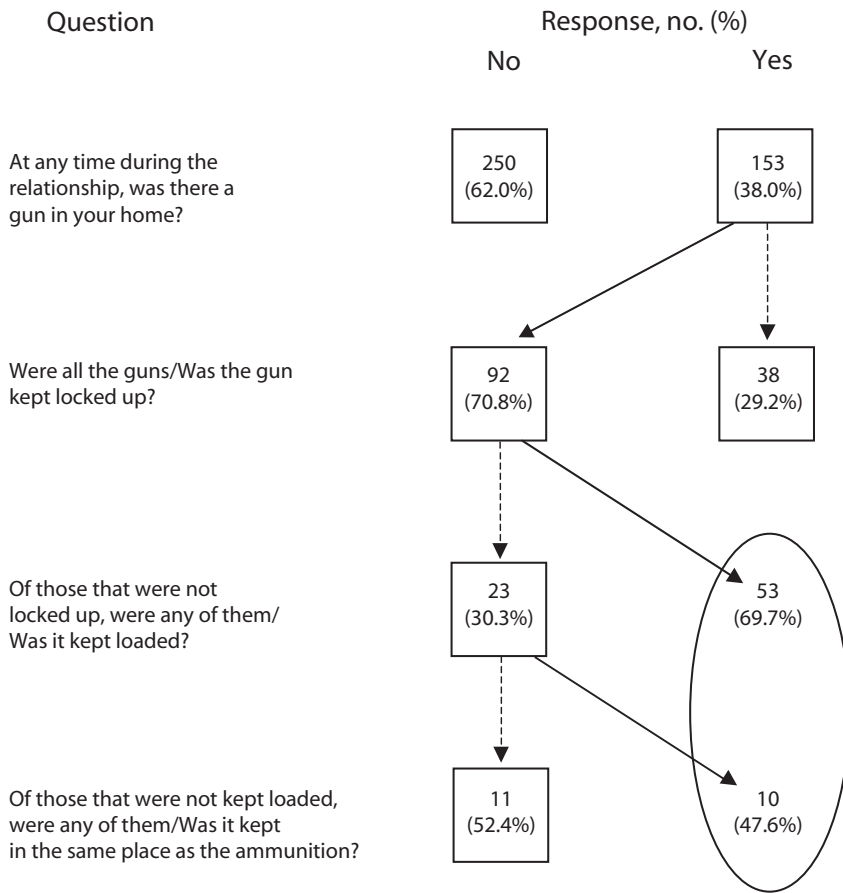 Question
Response, no. (%)
No
Yes
At any time during the
relationship, was there a
gun in your home?
250
(62.0%)
153
(38.0%)
Were all the guns/Was the gun
kept locked up?
92
(70.8%)
38
(29.2%)
Of those that were not
locked up, were any of them/
Was it kept loaded?
23
(30.3%)
53
(69.7%)
Of those that were not kept loaded,
were any of them/Was it kept
in the same place as the ammunition?
11
(52.4%)
10
(47.6%)